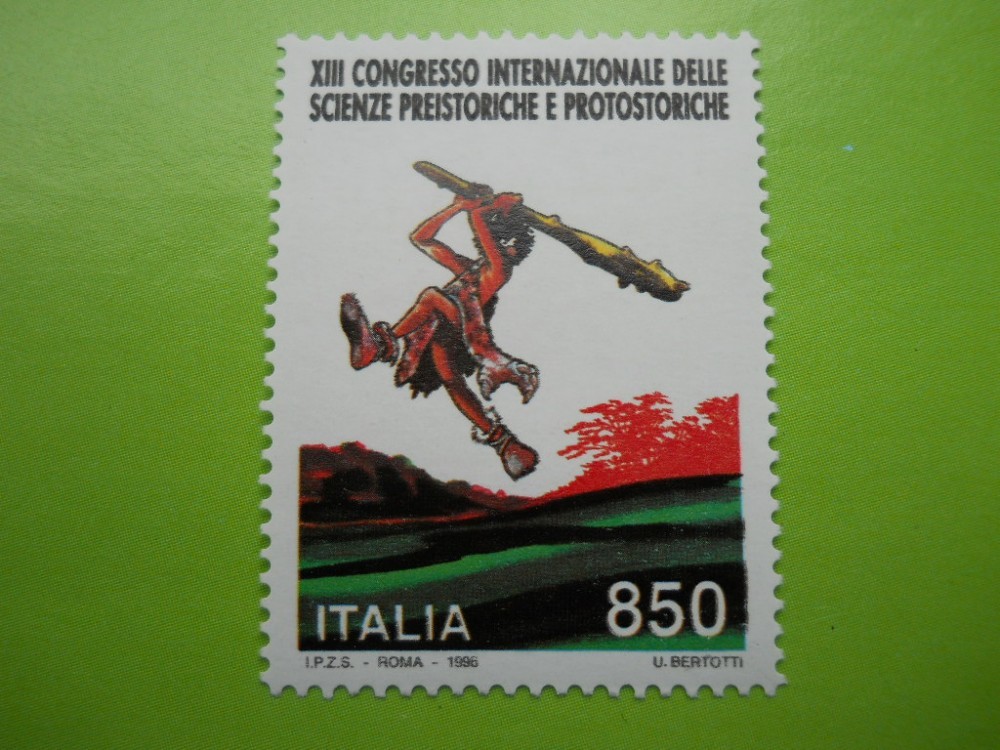 XIII CONGRESSO INTERNAZIONALE DELLE
SCIENZE PREISTORICHE E PROTOSTORICHE
ITALIA 850
I.P.Z.S. - ROMA - 1996 U. BERTOTTI